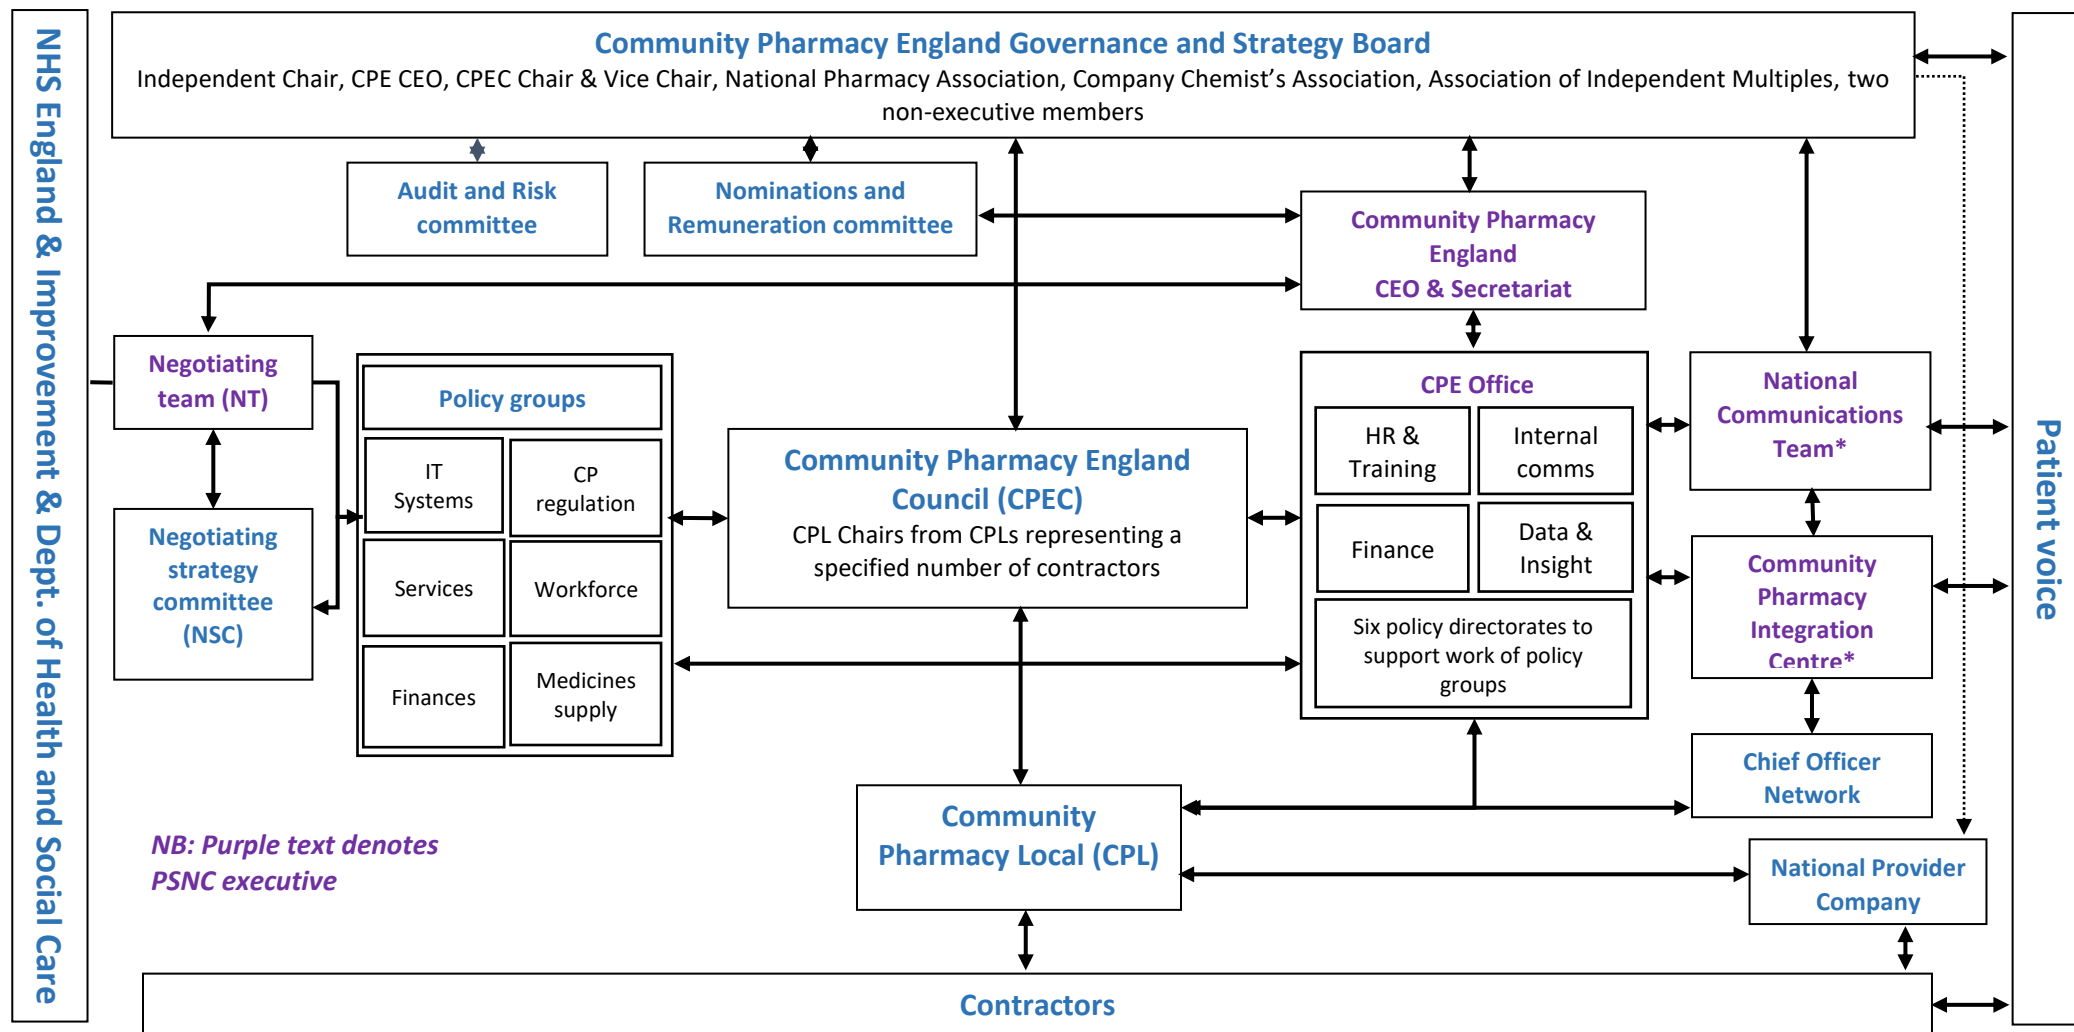 NHS England & Improvement & Dept. of Health and Social Care
Community Pharmacy England Governance and Strategy Board
Independent Chair, CPE CEO, CPEC Chair & Vice Chair, National Pharmacy Association, Company Chemist’s Association, Association of Independent Multiples, two
non-executive members
Audit and Risk
committee
Nominations and
Remuneration committee
Community Pharmacy
England
CEO & Secretariat
Negotiating
team (NT)
Negotiating
strategy
committee
(NSC)
Policy groups
IT
Systems
CP
regulation
Services
Workforce
Finances
Medicines
supply
Community Pharmacy England
Council (CPEC)
CPL Chairs from CPLs representing a
specified number of contractors
CPE Office
HR &
Training
Internal
comms
Finance
Data &
Insight
Six policy directorates to
support work of policy
groups
National
Communications
Team*
Community
Pharmacy
Integration
Centre*
Chief Officer
Network
Community
Pharmacy Local (CPL)
National Provider
Company
NB: Purple text denotes
PSNC executive
Contractors
Patient voice